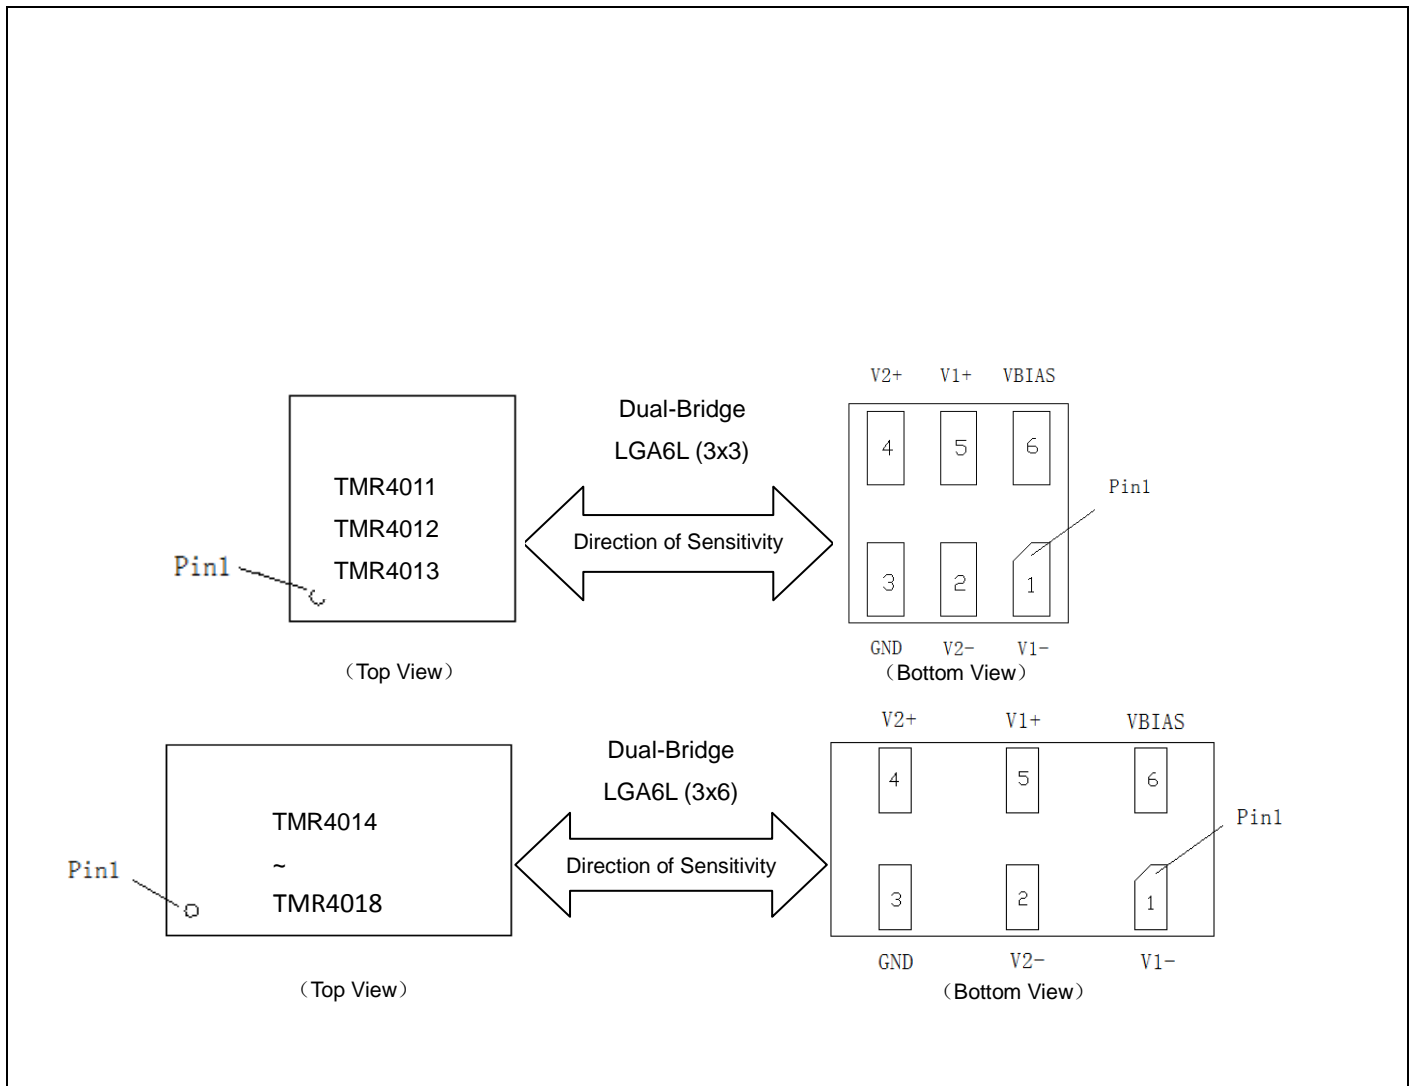 V2+ V1+ VBIAS
Dual-Bridge
LGA6L (3x3)
4 5 6
Pin1
TMR4011
TMR4012
TMR4013
Direction of Sensitivity
Pin1
3 2 1
GND V2- V1-
（Top View）
（Bottom View）
V2+ V1+ VBIAS
Dual-Bridge
LGA6L (3x6)
4 5 6
Pin1
TMR4014
~
TMR4018
Direction of Sensitivity
Pin1
3 2 1
GND V2- V1-
（Top View）
（Bottom View）